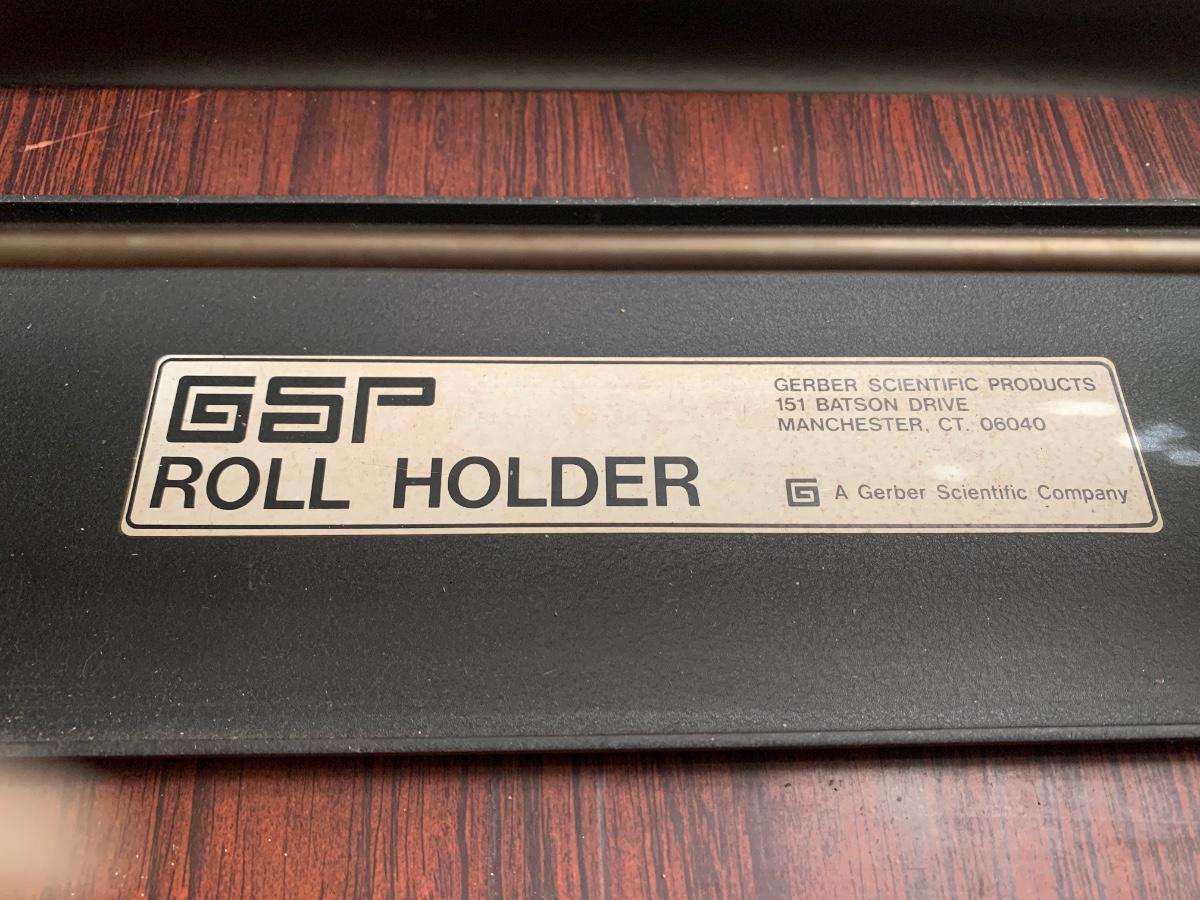 GSP
ROLL HOLDER
GERBER SCIENTIFIC PRODUCTS
151 BATSON DRIVE
MANCHESTER, CT. 06040
G A Gerber Scientific Company